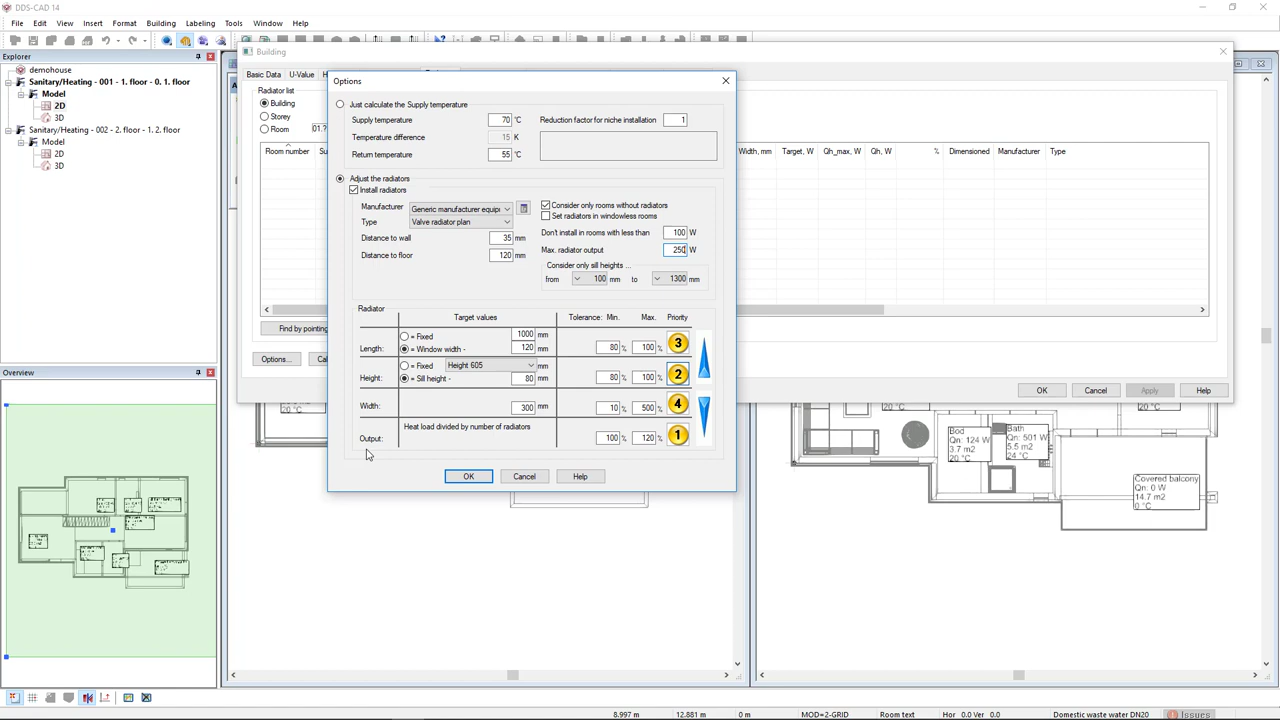 DDS-CAD 14
File Edit View Insert Format Building Labeling Tools Window Help
Explorer
demohouse
Sanitary/Heating - 001 - 1. floor - 0. 1. floor
Model
2D
3D
Sanitary/Heating - 002 - 2. floor - 1. 2. floor
Model
2D
3D
Overview
Building
Basic Data U-Value
Radiator list
Building
Storey
Room 01.?
Room number
Width, mm Target, W Qh_max, W Qh, W % Dimensioned Manufacturer Type
Find by pointing
Options...
OK Cancel Apply Help
Options
Just calculate the Supply temperature
Supply temperature 70 °C Reduction factor for niche installation 1
Temperature difference 15 K
Return temperature 55 °C
Adjust the radiators
Install radiators
Manufacturer Generic manufacturer equip
Consider only rooms without radiators
Type Valve radiator plan
Set radiators in windowless rooms
Distance to wall 35 mm
Don't install in rooms with less than 100 W
Distance to floor 120 mm
Max. radiator output 250 W
Consider only sill heights ...
from 100 mm to 1300 mm
Radiator
Target values Tolerance: Min. Max. Priority
= Fixed 1000 mm
Length: = Window width - 120 mm 80 % 100 % 3
= Fixed Height 605 mm
Height: = Sill height - 80 mm 80 % 100 % 2
Width: 300 mm 10 % 500 % 4
Heat load divided by number of radiators
Output: 100 % 120 % 1
OK Cancel Help
20 °C
20 °C
Bod
Qn: 124 W
3.7 m2
20 °C
Bath
Qn: 501 W
5.5 m2
24 °C
Covered balcony
Qn: 0 W
14.7 m2
0 °C
8.997 m 12.881 m 0 m MOD=2-GRID Room text Hor 0.0 Ver 0.0 Domestic waste water DN20 Issues